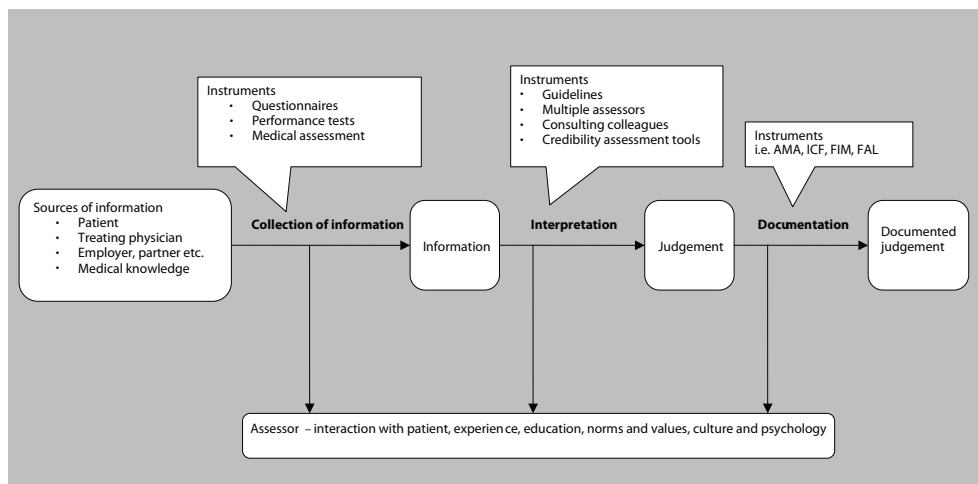 Instruments
• Questionnaires
• Performance tests
• Medical assessment
Instruments
• Guidelines
• Multiple assessors
• Consulting colleagues
• Credibility assessment tools
Instruments
i.e. AMA, ICF, FIM, FAL
Sources of information
• Patient
• Treating physician
• Employer, partner etc.
• Medical knowledge
Collection of information
Information
Interpretation
Judgement
Documentation
Documented
judgement
Assessor – interaction with patient, experience, education, norms and values, culture and psychology